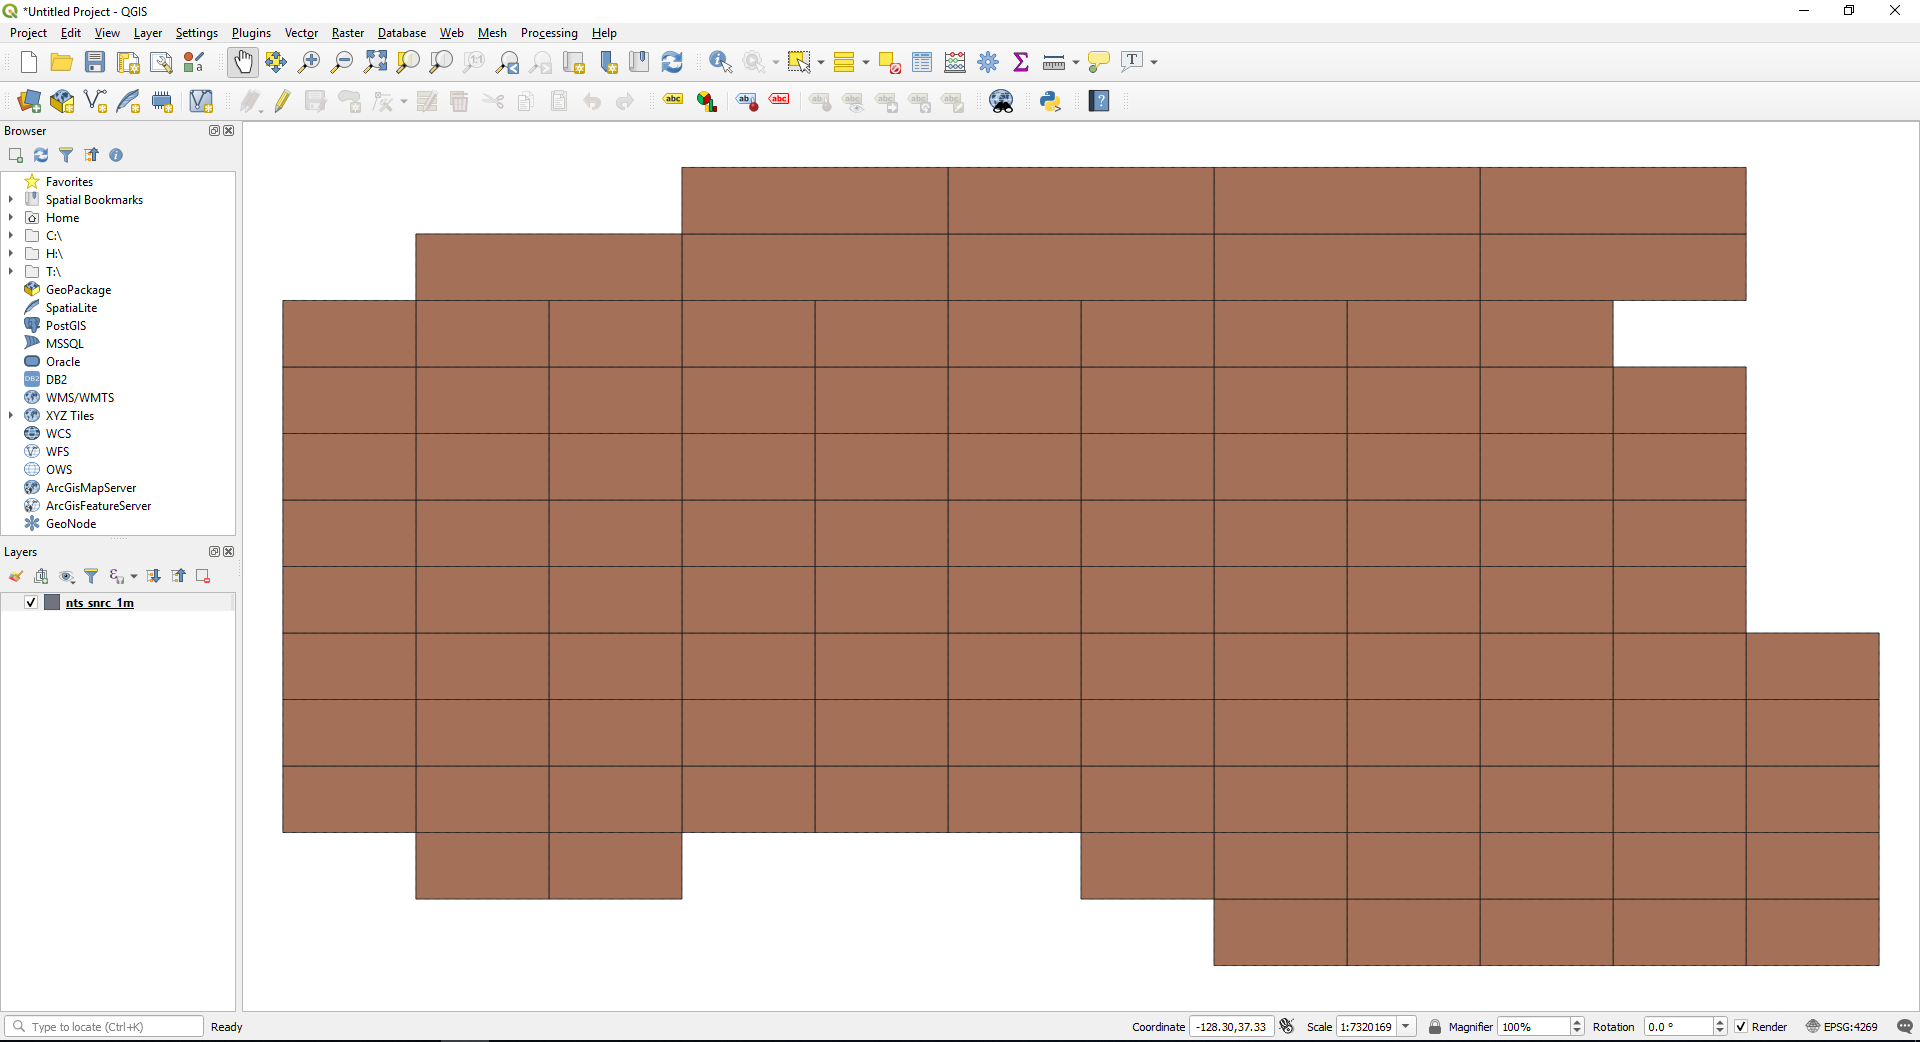 *Untitled Project - QGIS
Project Edit View Layer Settings Plugins Vector Raster Database Web Mesh Processing Help
Browser
Favorites
Spatial Bookmarks
Home
C:\
H:\
T:\
GeoPackage
SpatiaLite
PostGIS
MSSQL
Oracle
DB2
WMS/WMTS
XYZ Tiles
WCS
WFS
OWS
ArcGisMapServer
ArcGisFeatureServer
GeoNode
Layers
nts_snrc_1m
Type to locate (Ctrl+K) Ready Coordinate -128.30,37.33 Scale 1:7320169 Magnifier 100% Rotation 0.0 ° Render EPSG:4269